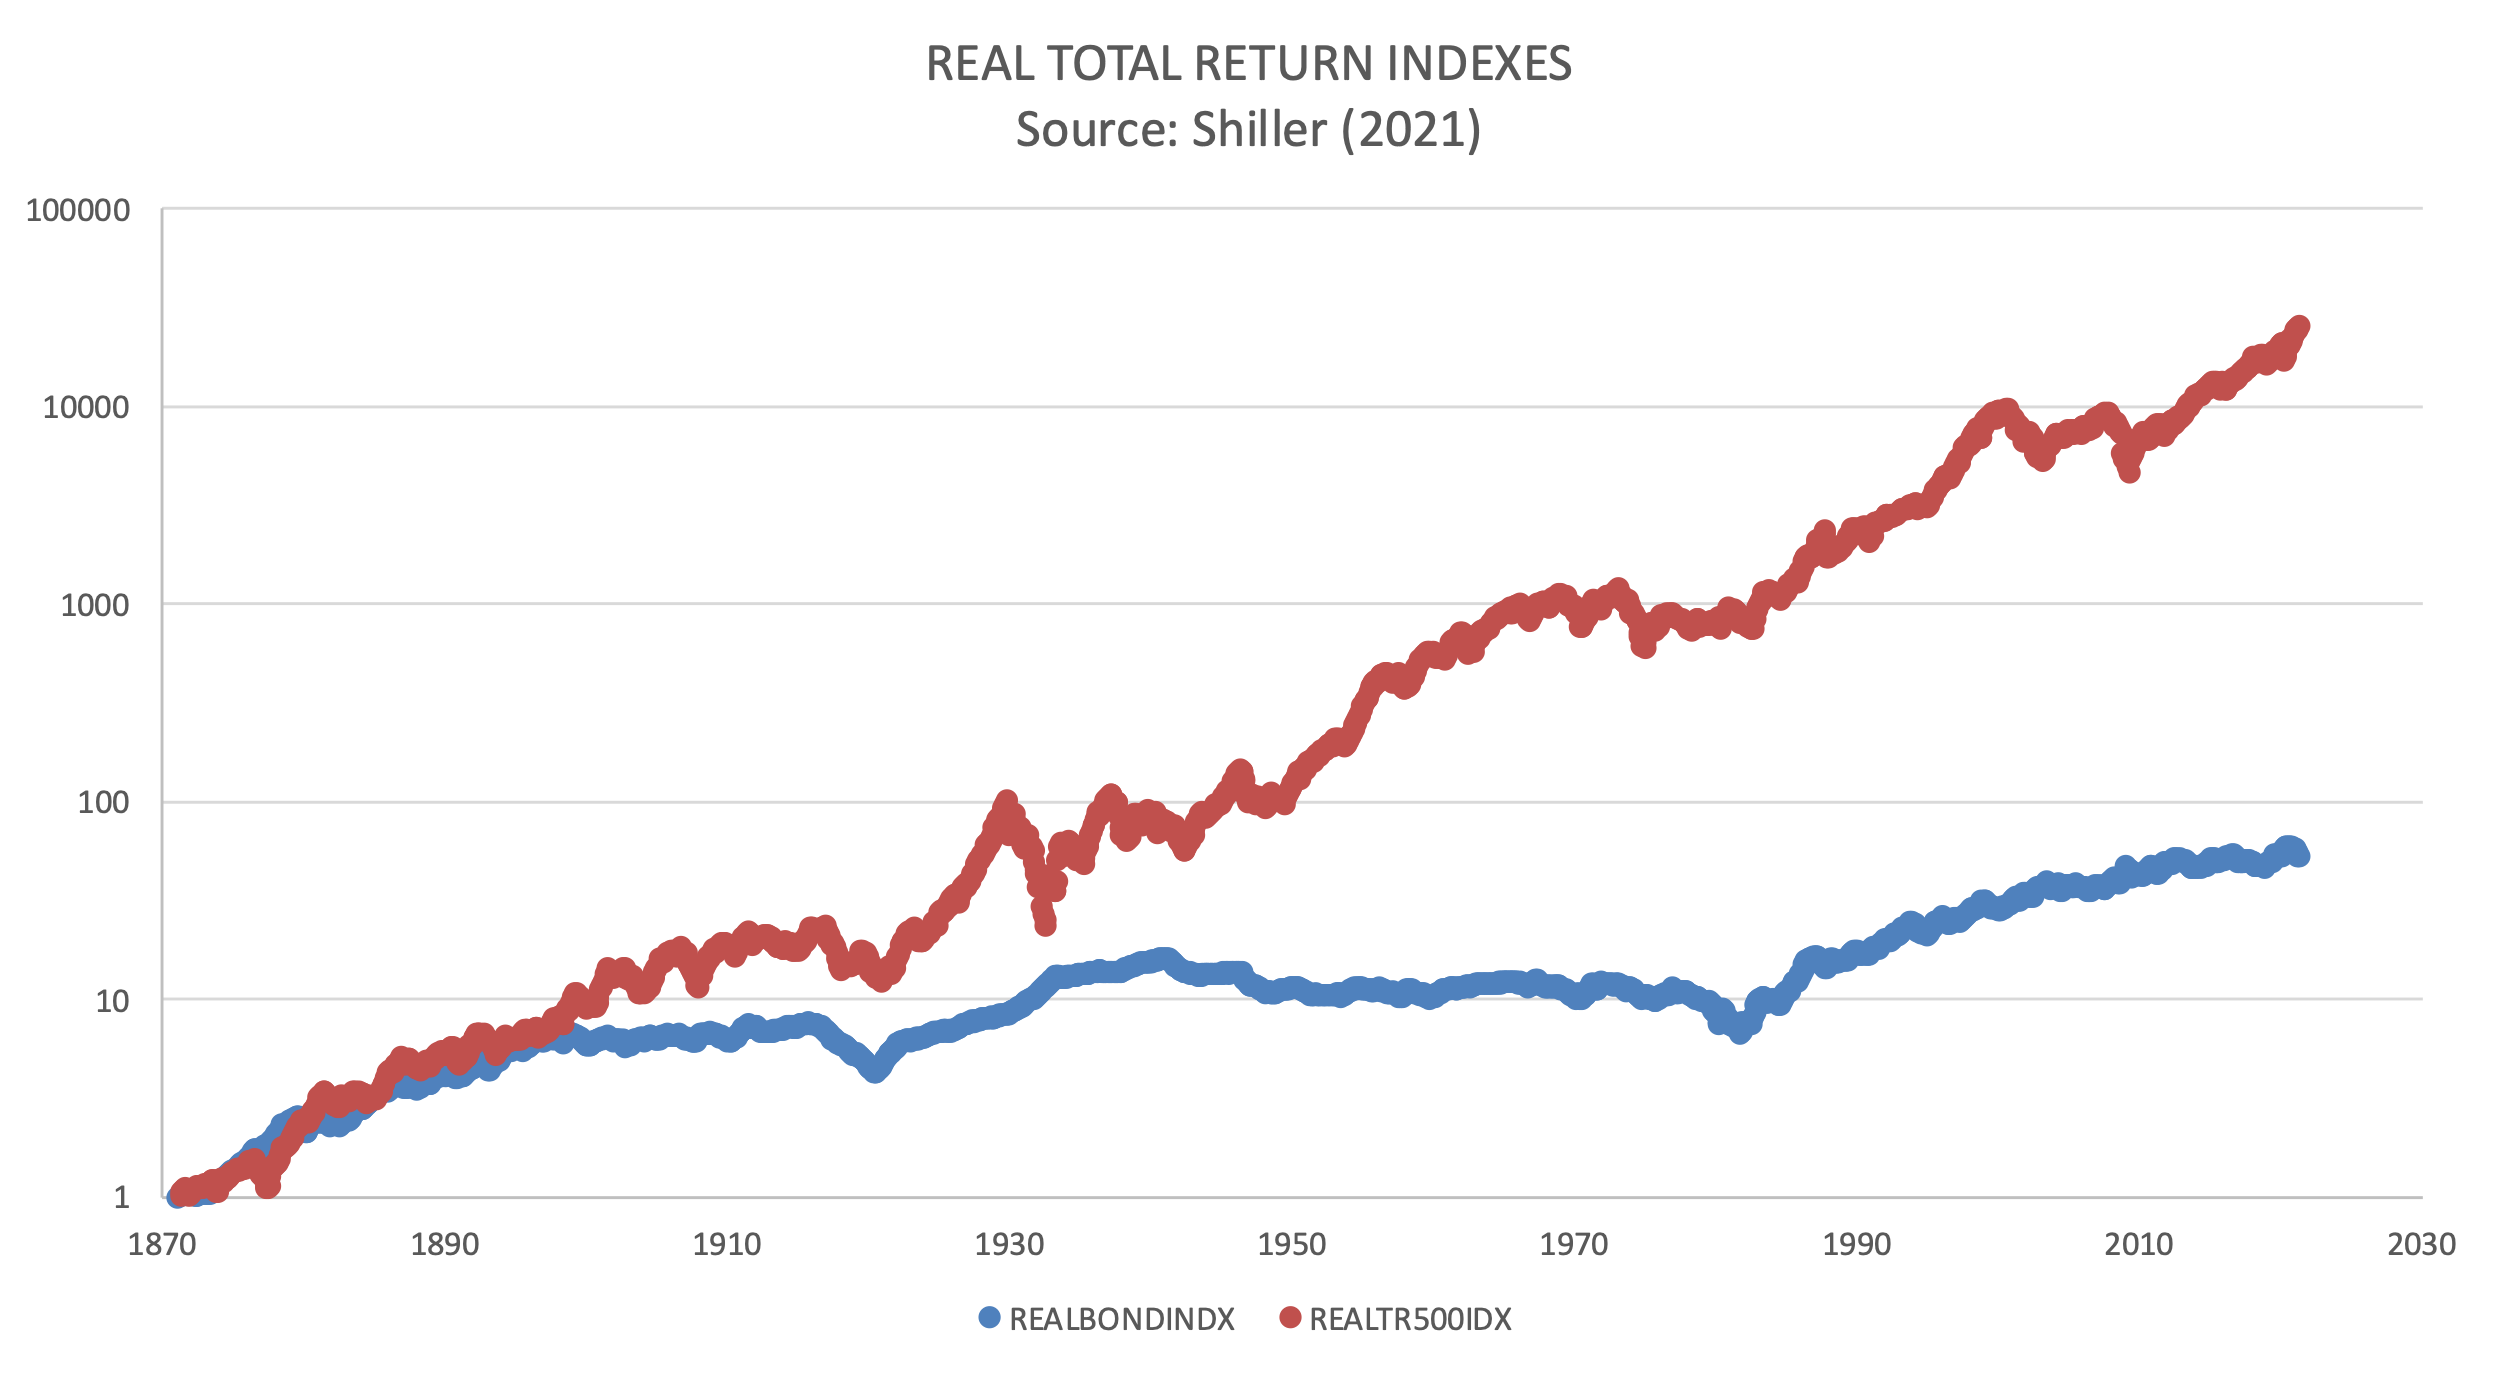 REAL TOTAL RETURN INDEXES
Source: Shiller (2021)
100000
10000
1000
100
10
1
1870 1890 1910 1930 1950 1970 1990 2010 2030
REALBONDINDX REALTR500IDX